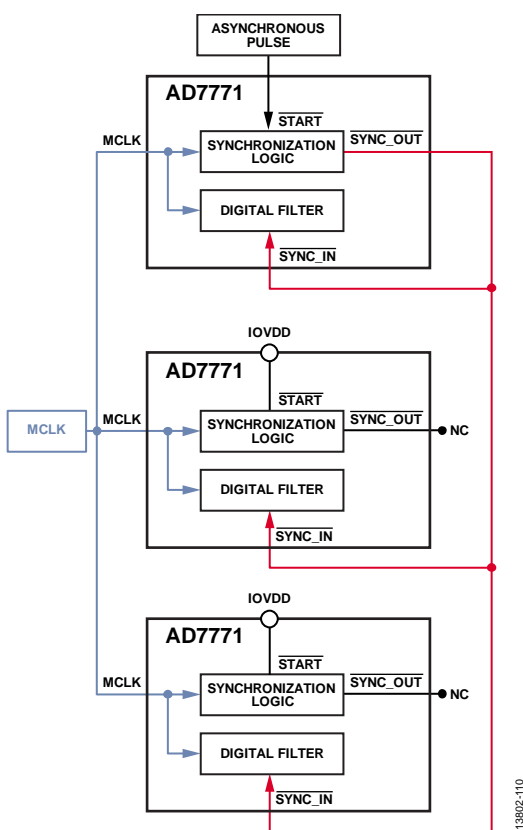 ASYNCHRONOUS
PULSE
AD7771
START
MCLK
SYNCHRONIZATION
LOGIC
SYNC_OUT
DIGITAL FILTER
SYNC_IN
IOVDD
AD7771
START
MCLK
MCLK
SYNCHRONIZATION
LOGIC
SYNC_OUT
NC
DIGITAL FILTER
SYNC_IN
IOVDD
AD7771
START
MCLK
SYNCHRONIZATION
LOGIC
SYNC_OUT
NC
DIGITAL FILTER
SYNC_IN
13802-110